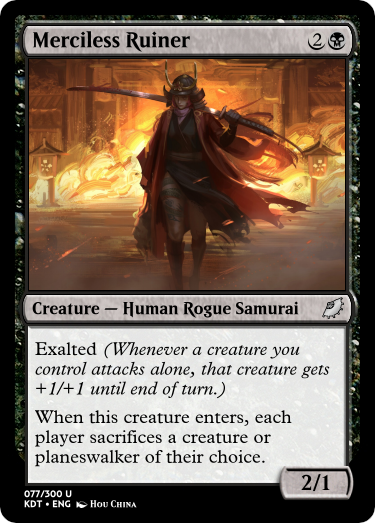 Merciless Ruiner 2
Creature — Human Rogue Samurai
Exalted (Whenever a creature you
control attacks alone, that creature gets
+1/+1 until end of turn.)
When this creature enters, each
player sacrifices a creature or
planeswalker of their choice.
2/1
077/300 U
KDT • ENG Hou China